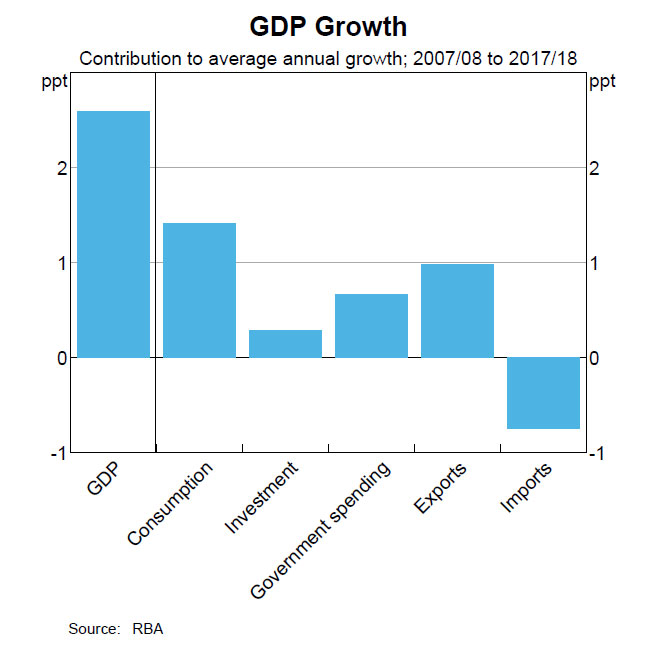 GDP Growth
Contribution to average annual growth; 2007/08 to 2017/18
ppt ppt
2 2
1 1
0 0
-1 -1
GDP
Consumption
Investment
Government spending
Exports
Imports
Source: RBA